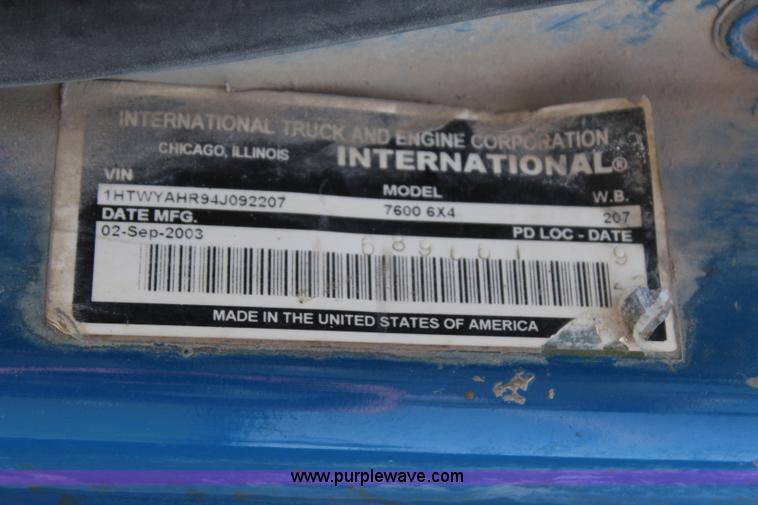 INTERNATIONAL TRUCK AND ENGINE CORPORATION
CHICAGO, ILLINOIS INTERNATIONAL®
VIN MODEL W.B.
1HTWYAHR94J092207 7600 6X4 207
DATE MFG. PD LOC - DATE
02-Sep-2003
MADE IN THE UNITED STATES OF AMERICA
www.purplewave.com